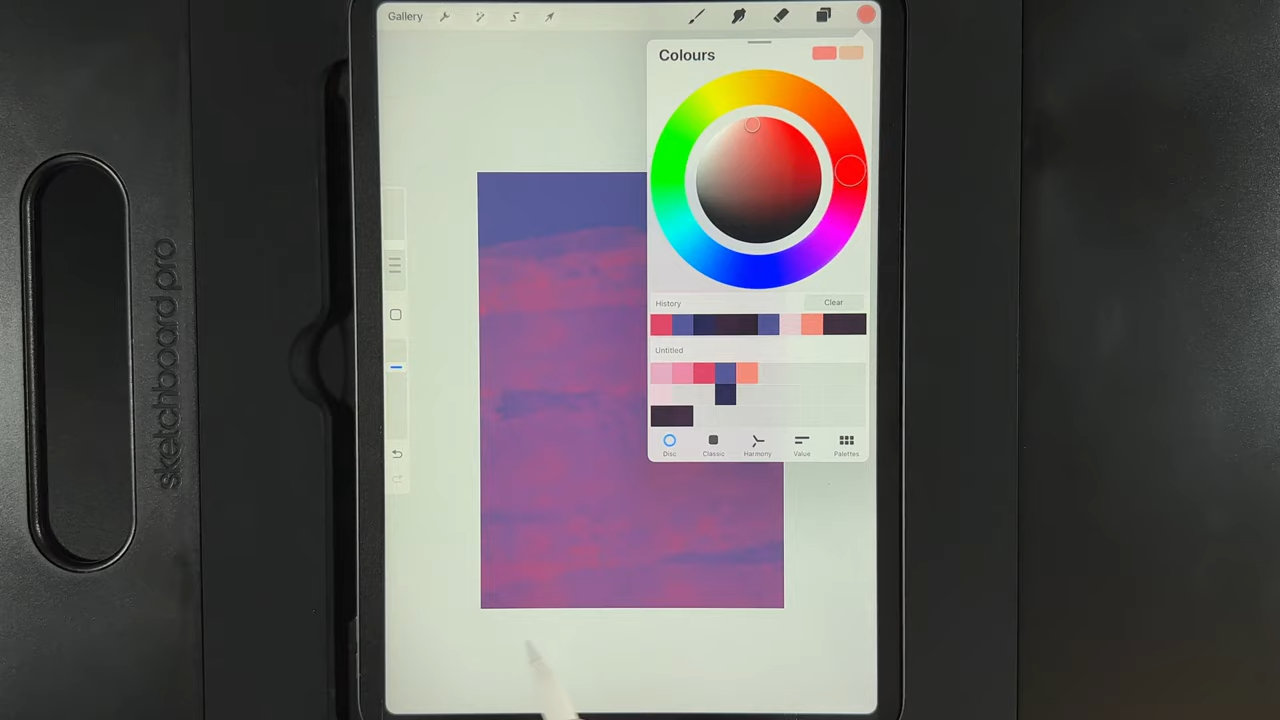 Gallery
Colours
History
Clear
Untitled
Disc
Classic
Harmony
Value
Palettes
sketchboard pro